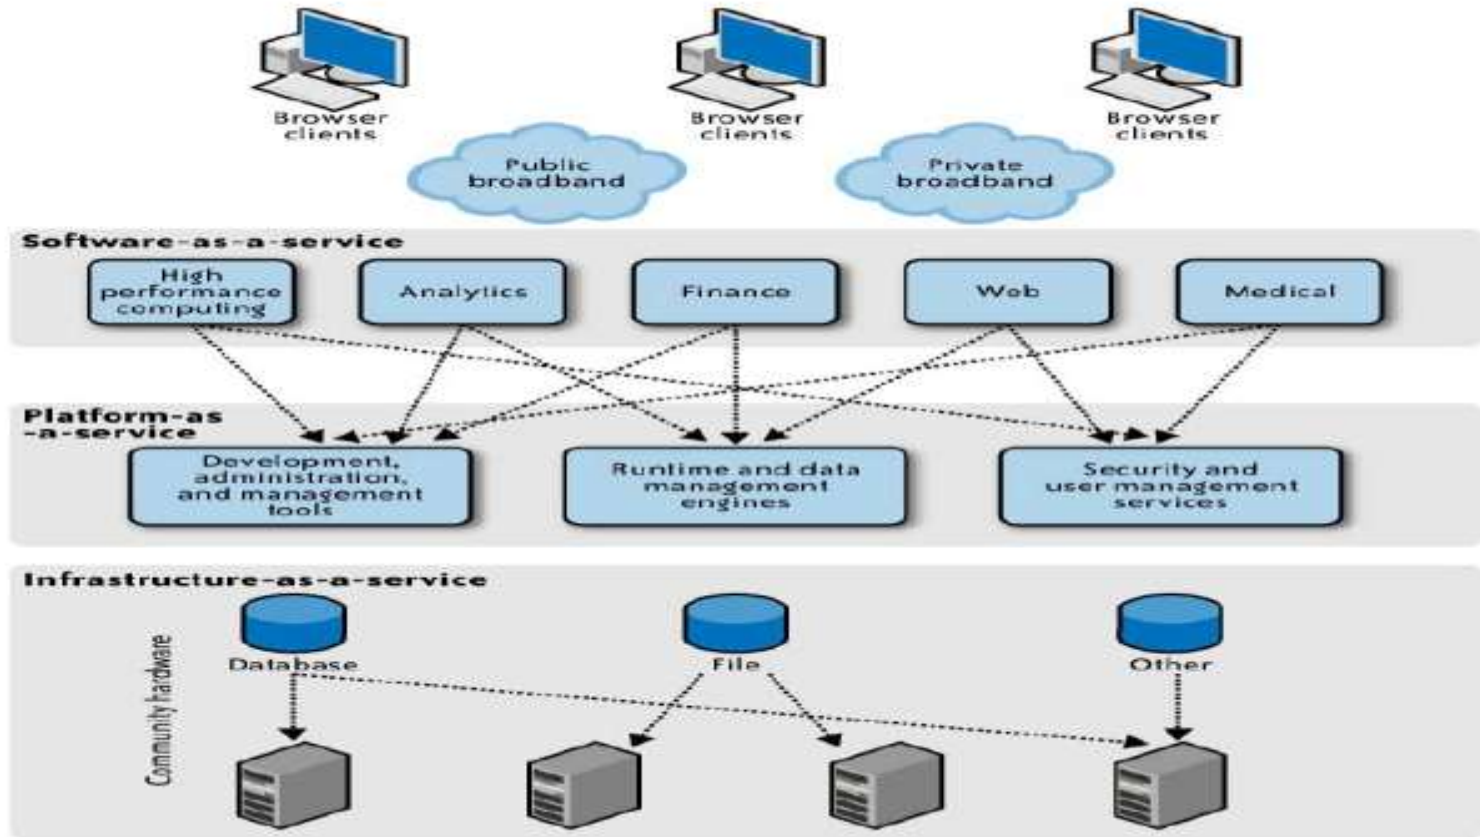 Browser
clients
Browser
clients
Browser
clients
Public
broadband
Private
broadband
Software-as-a-service
High
performance
computing
Analytics
Finance
Web
Medical
Platform-as
-a-service
Development,
administration,
and management
tools
Runtime and data
management
engines
Security and
user management
services
Infrastructure-as-a-service
Community hardware
Database
File
Other